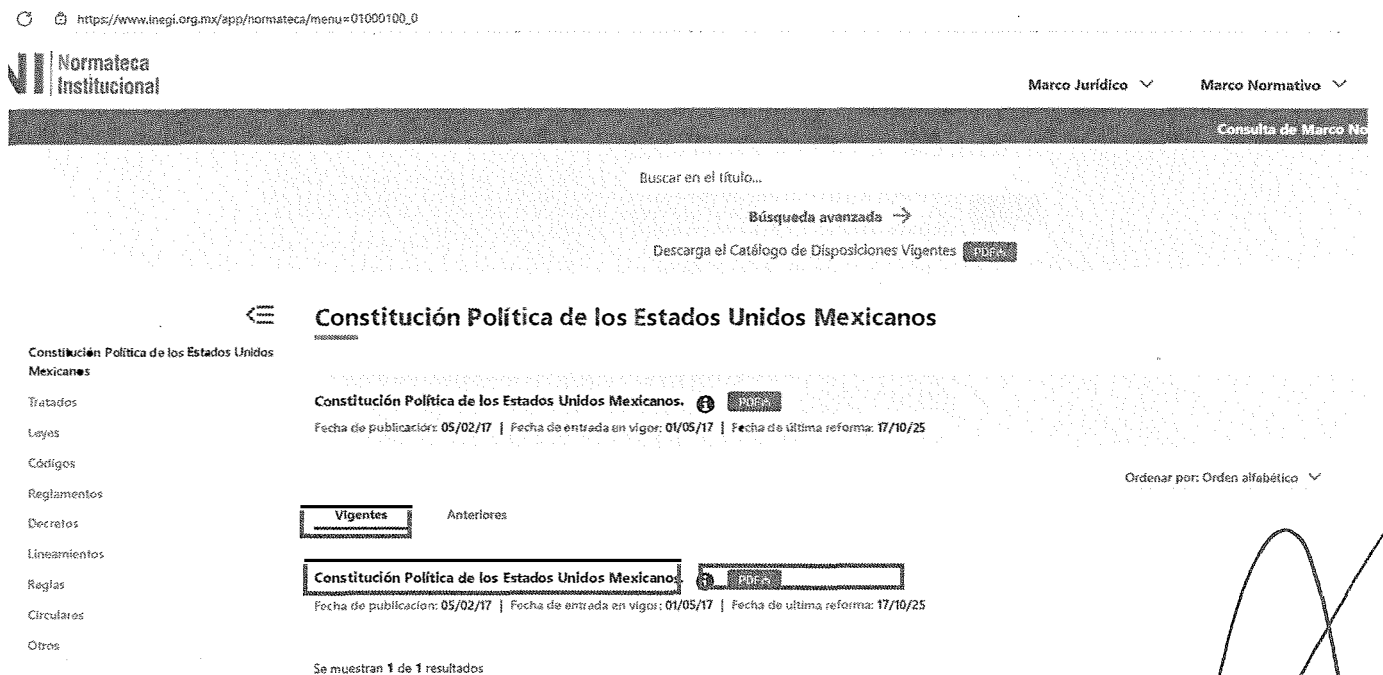 https://www.inegi.org.mx/app/normateca/menu=01000100_0
NI Normateca
Institucional
Marco Jurídico
Marco Normativo
Consulta de Marco No
Buscar en el título...
Búsqueda avanzada →
Descarga el Catálogo de Disposiciones Vigentes PDF
Constitución Política de los Estados Unidos Mexicanos
Constitución Política de los Estados Unidos
Mexicanos
Tratados
Leyes
Códigos
Reglamentos
Decretos
Lineamientos
Reglas
Circulares
Otros
Constitución Política de los Estados Unidos Mexicanos. PDF
Fecha de publicación: 05/02/17 | Fecha de entrada en vigor: 01/05/17 | Fecha de última reforma: 17/10/25
Ordenar por: Orden alfabético
Vigentes Anteriores
Constitución Política de los Estados Unidos Mexicanos. PDF
Fecha de publicación: 05/02/17 | Fecha de entrada en vigor: 01/05/17 | Fecha de ultima reforma: 17/10/25
Se muestran 1 de 1 resultados